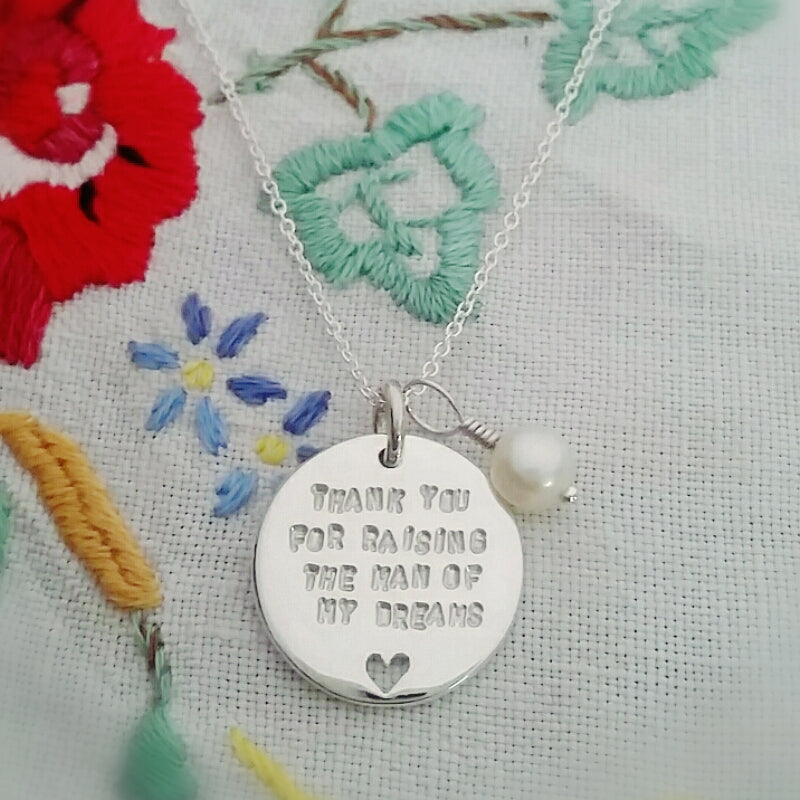 THANK YOU
FOR RAiSiNG
THE MAN OF
MY DREAMS